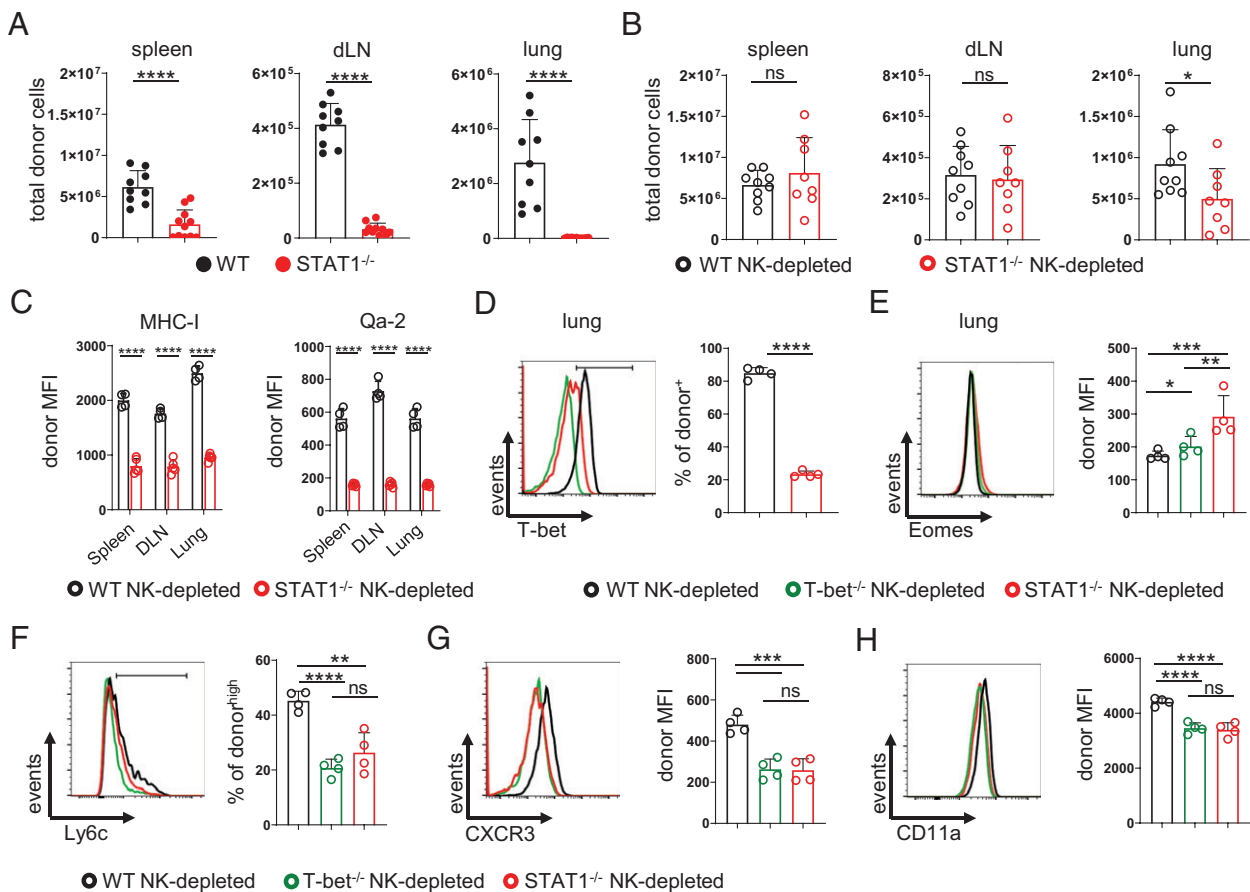 A
spleen
dLN
lung
total donor cells
2×10⁷
1×10⁷
5×10⁶
0
****
6×10⁵
4×10⁵
2×10⁵
0
****
6×10⁶
4×10⁶
2×10⁶
0
****
WT STAT1⁻/⁻
B
spleen
dLN
lung
total donor cells
2×10⁷
2×10⁷
1×10⁷
5×10⁶
0
ns
8×10⁵
6×10⁵
4×10⁵
2×10⁵
0
ns
2×10⁶
2×10⁶
1×10⁶
5×10⁵
0
*
WT NK-depleted STAT1⁻/⁻ NK-depleted
C
MHC-I
donor MFI
3000
2000
1000
0
**** **** ****
Spleen
DLN
Lung
Qa-2
donor MFI
1000
800
600
400
200
0
**** **** ****
Spleen
DLN
Lung
WT NK-depleted STAT1⁻/⁻ NK-depleted
D
lung
events
T-bet
% of donor⁺
100
80
60
40
20
0
****
E
lung
events
Eomes
donor MFI
500
400
300
200
100
0
***
**
*
WT NK-depleted T-bet⁻/⁻ NK-depleted STAT1⁻/⁻ NK-depleted
F
events
Ly6c
% of donorʰⁱᵍʰ
60
40
20
0
**
****
ns
G
events
CXCR3
donor MFI
800
600
400
200
0
***
ns
H
events
CD11a
donor MFI
6000
4000
2000
0
****
****
ns
WT NK-depleted T-bet⁻/⁻ NK-depleted STAT1⁻/⁻ NK-depleted